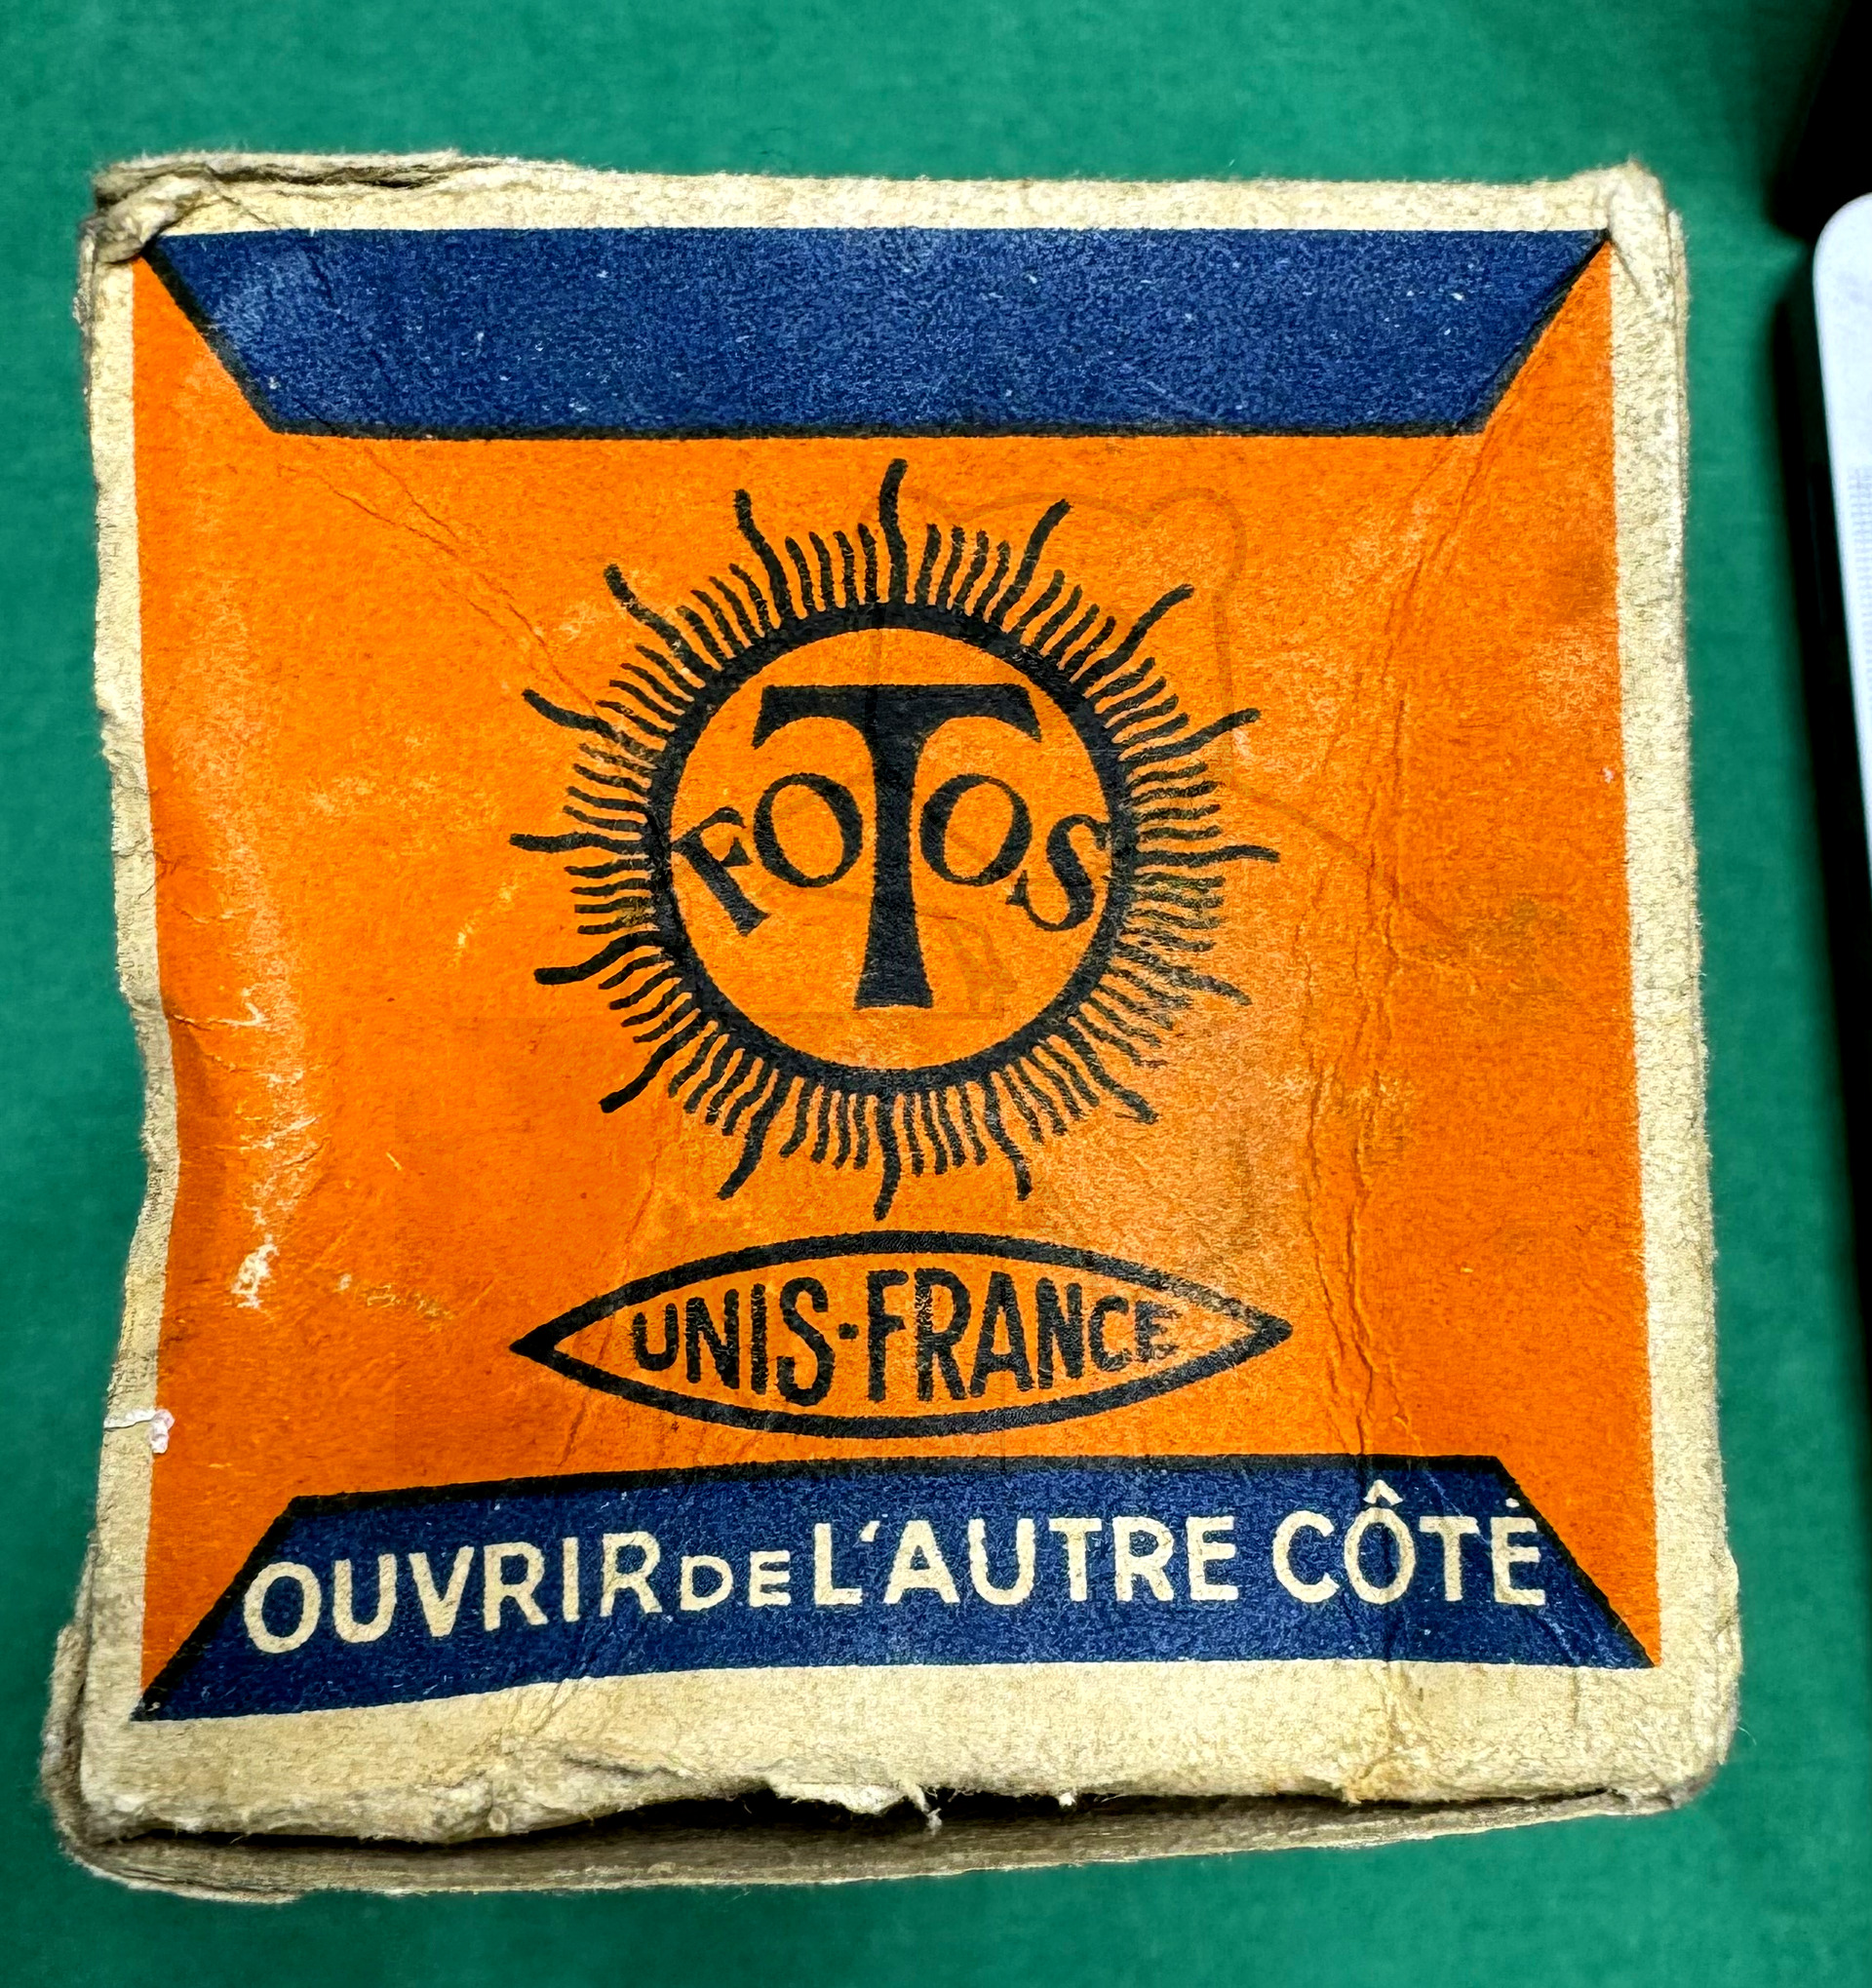 FOTOS
UNIS-FRANCE
OUVRIR DE L'AUTRE CÔTÉ